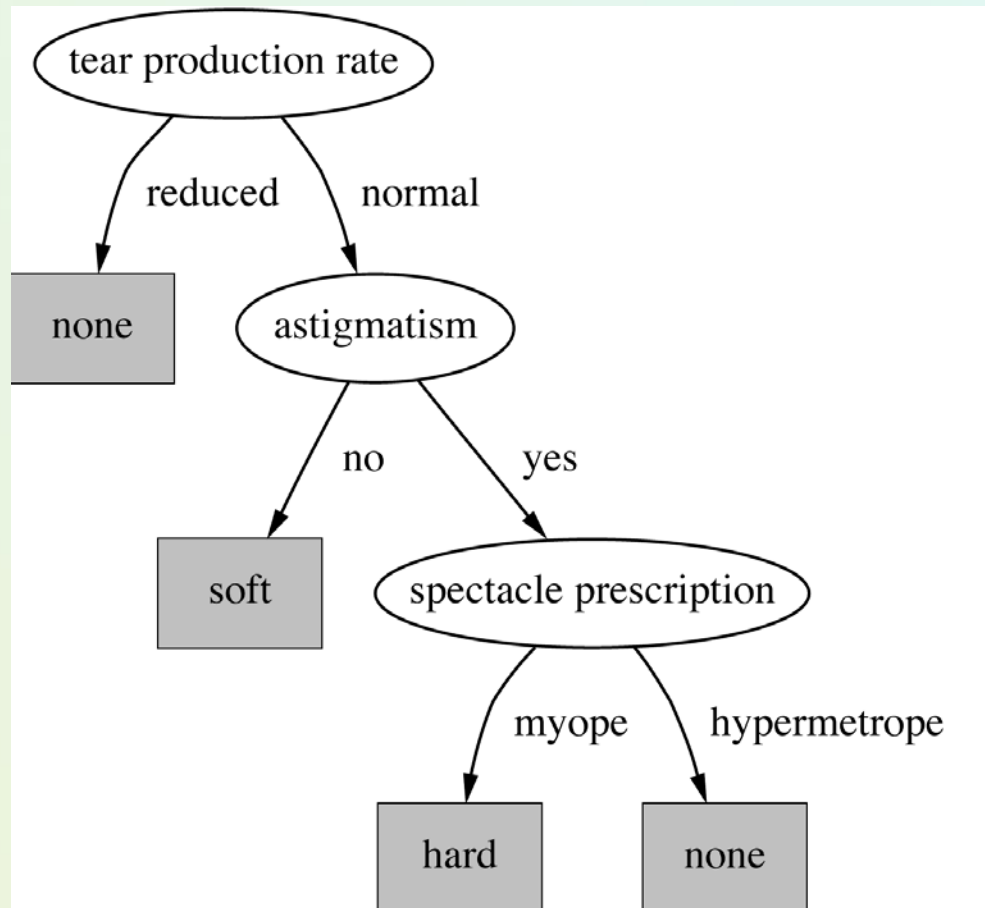 tear production rate
reduced
normal
none
astigmatism
no
yes
soft
spectacle prescription
myope
hypermetrope
hard
none